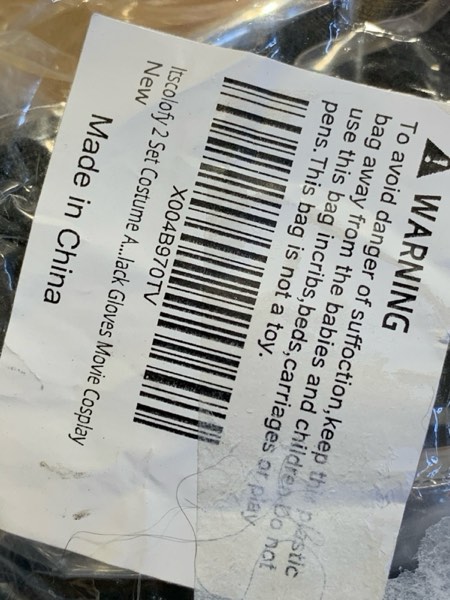 WARNING
To avoid danger of suffoction,keep this plastic
bag away from the babies and children.Do not
use this bag in cribs,beds,carriages or play
pens.This bag is not a toy.
X004B970TV
Itscolofy 2 Set Costume A...lack Gloves Movie Cosplay
New
Made in China